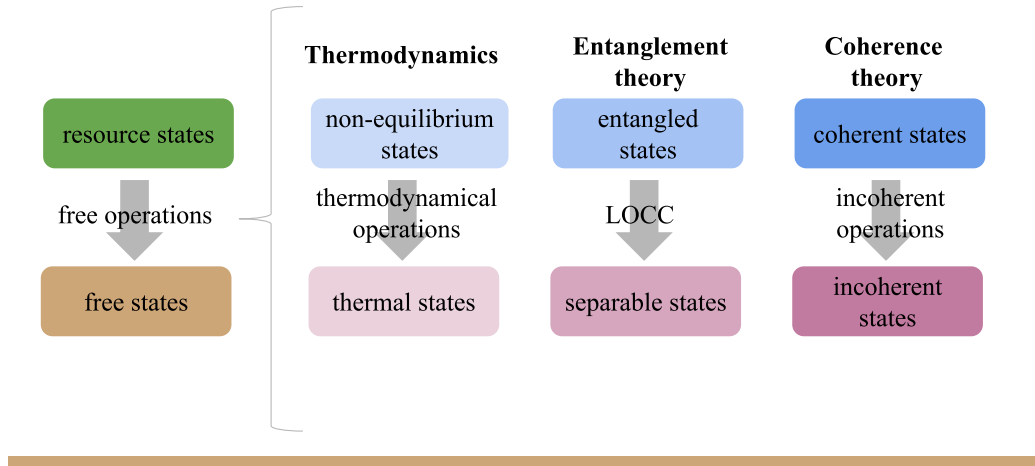 resource states
free operations
free states
Thermodynamics
non-equilibrium
states
thermodynamical
operations
thermal states
Entanglement
theory
entangled
states
LOCC
separable states
Coherence
theory
coherent states
incoherent
operations
incoherent
states